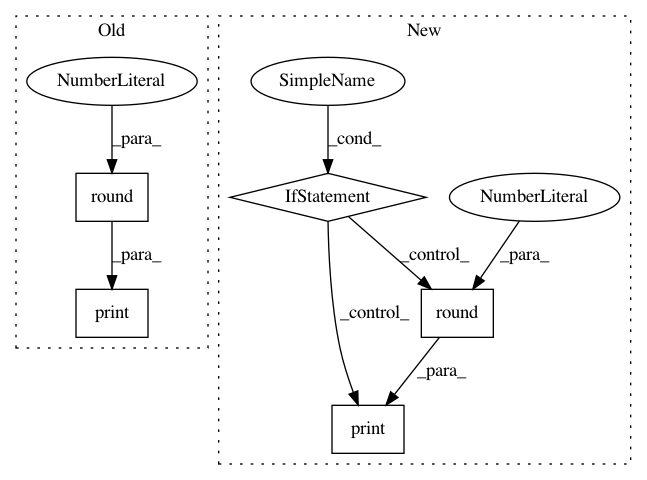 Old
New
NumberLiteral
SimpleName
_para_
_cond_
round
IfStatement
NumberLiteral
_para_
_control_
_para_
print
_control_
round
_para_
print